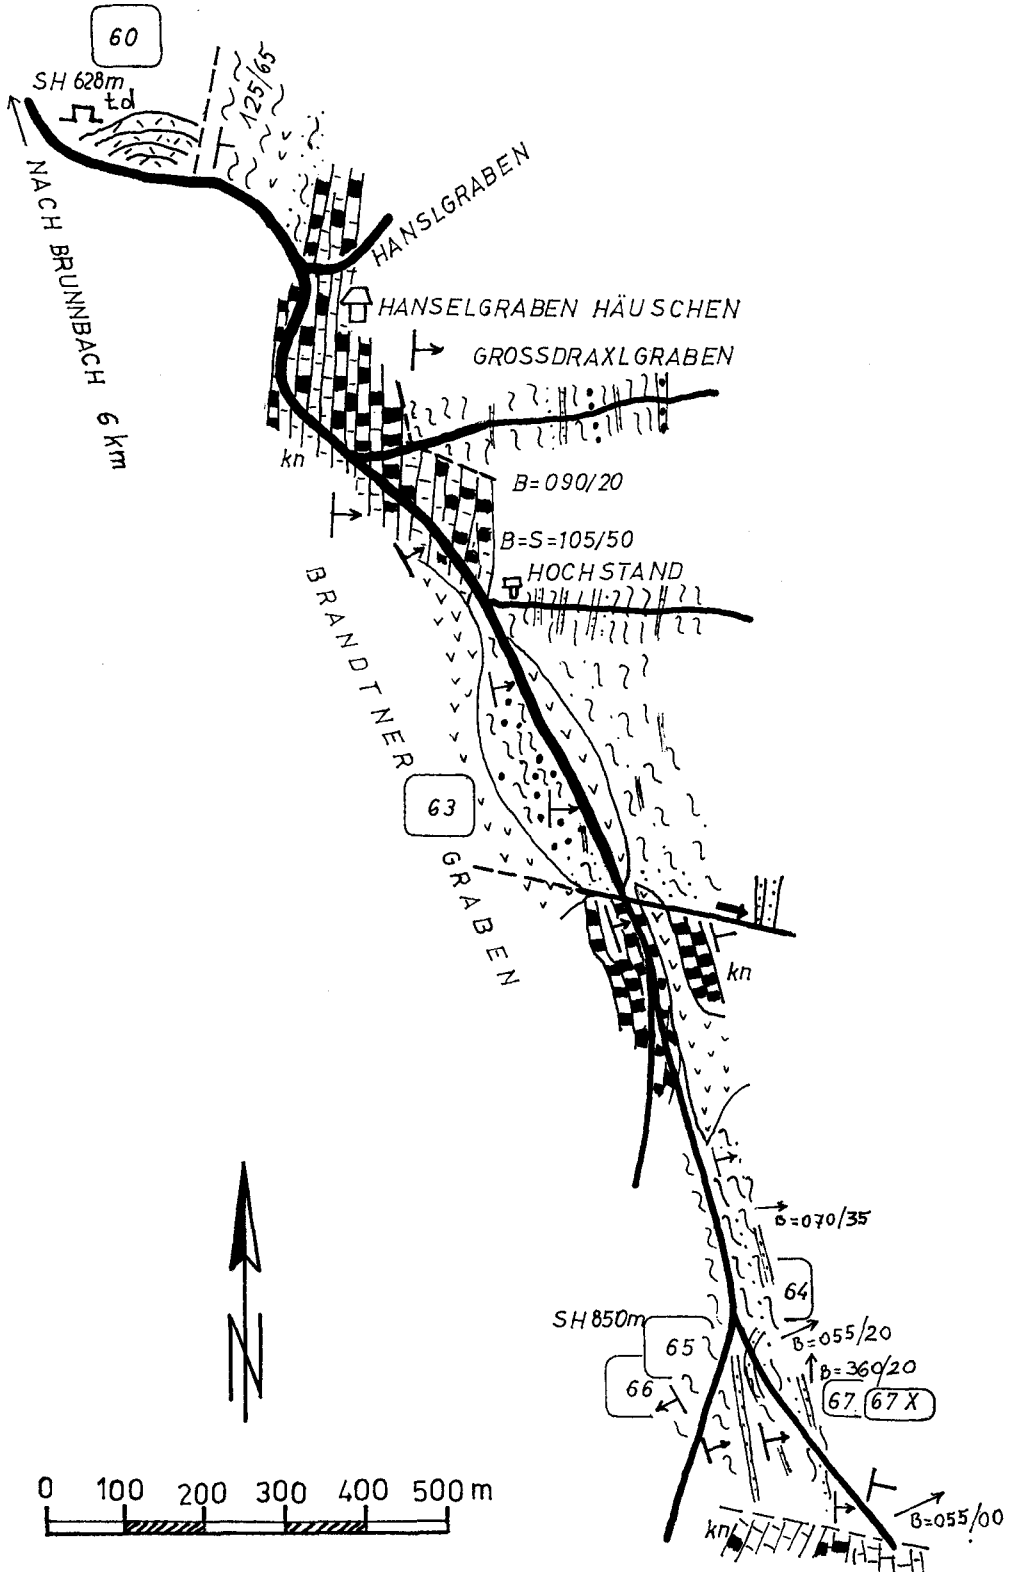 60
SH 628m
td
125/65
NACH BRUNNBACH 6 km
HANSLGRABEN
HANSELGRABEN HÄUSCHEN
GROSSDRAXLGRABEN
kn
B=090/20
B=S=105/50
HOCHSTAND
BRANDTNER GRABEN
63
kn
B=070/35
64
SH 850m
65
B=055/20
B=360/20
66
67
67 X
N
0 100 200 300 400 500 m
B=055/00
kn